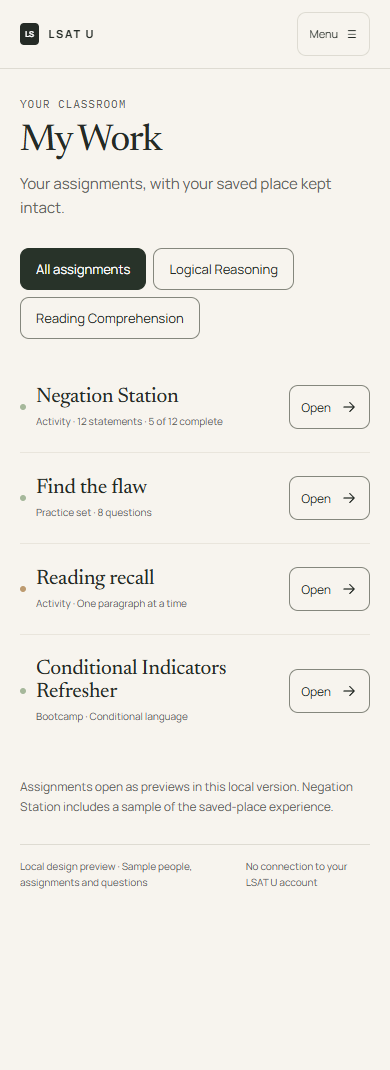 LS LSAT U
Menu ☰
YOUR CLASSROOM
My Work
Your assignments, with your saved place kept
intact.
All assignments
Logical Reasoning
Reading Comprehension
Negation Station
Activity · 12 statements · 5 of 12 complete
Open →
Find the flaw
Practice set · 8 questions
Open →
Reading recall
Activity · One paragraph at a time
Open →
Conditional Indicators
Refresher
Bootcamp · Conditional language
Open →
Assignments open as previews in this local version. Negation
Station includes a sample of the saved-place experience.
Local design preview · Sample people,
assignments and questions
No connection to your
LSAT U account